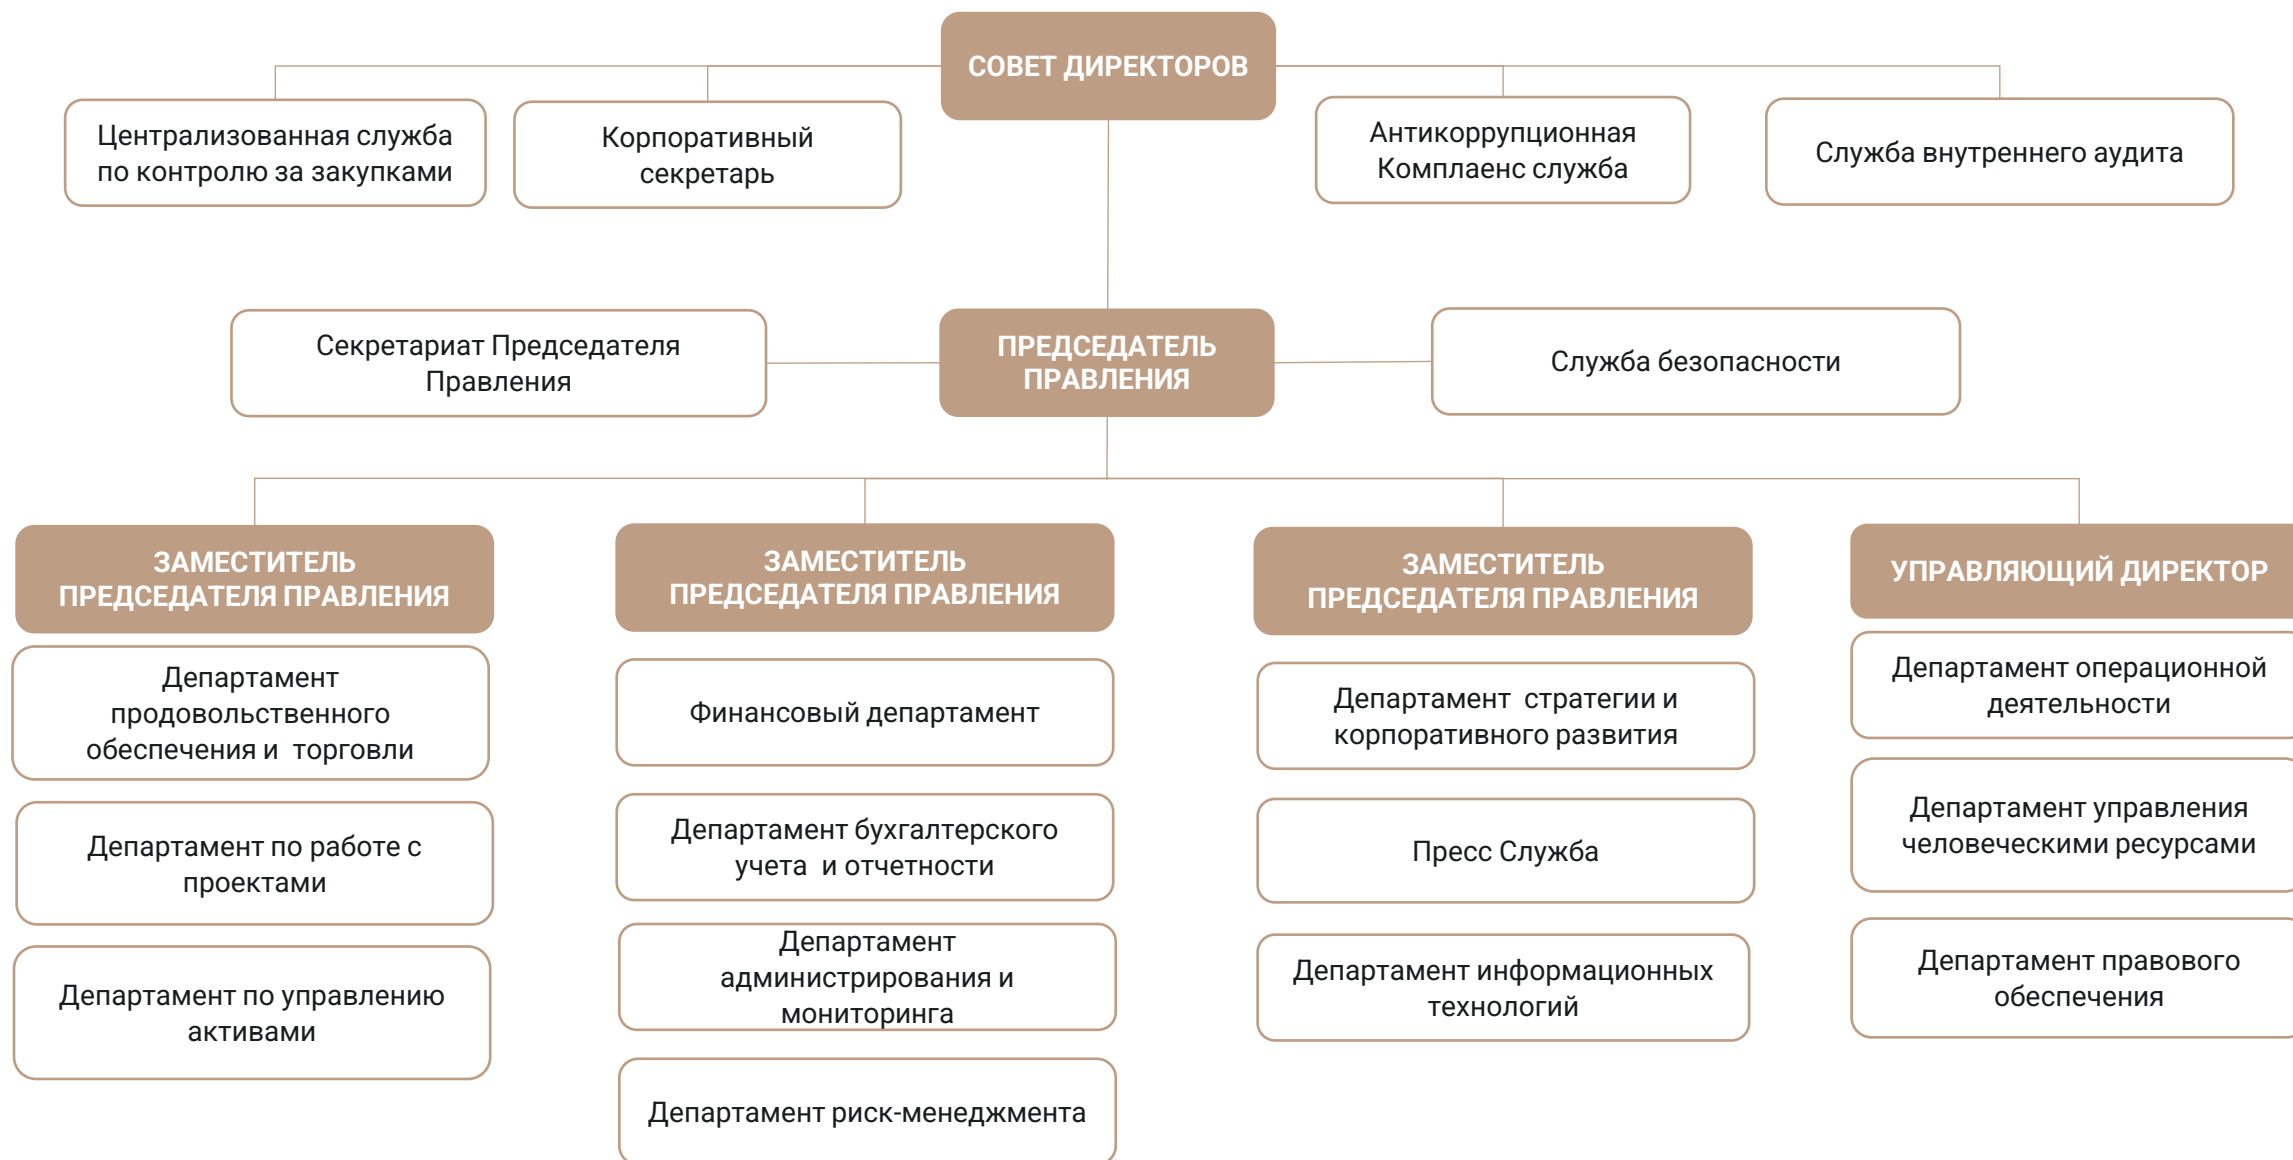 СОВЕТ ДИРЕКТОРОВ
Централизованная служба
по контролю за закупками
Корпоративный
секретарь
Антикоррупционная
Комплаенс служба
Служба внутреннего аудита
Секретариат Председателя
Правления
ПРЕДСЕДАТЕЛЬ
ПРАВЛЕНИЯ
Служба безопасности
ЗАМЕСТИТЕЛЬ
ПРЕДСЕДАТЕЛЯ ПРАВЛЕНИЯ
Департамент
продовольственного
обеспечения и торговли
Департамент по работе с
проектами
Департамент по управлению
активами
ЗАМЕСТИТЕЛЬ
ПРЕДСЕДАТЕЛЯ ПРАВЛЕНИЯ
Финансовый департамент
Департамент бухгалтерского
учета и отчетности
Департамент
администрирования и
мониторинга
Департамент риск-менеджмента
ЗАМЕСТИТЕЛЬ
ПРЕДСЕДАТЕЛЯ ПРАВЛЕНИЯ
Департамент стратегии и
корпоративного развития
Пресс Служба
Департамент информационных
технологий
УПРАВЛЯЮЩИЙ ДИРЕКТОР
Департамент операционной
деятельности
Департамент управления
человеческими ресурсами
Департамент правового
обеспечения